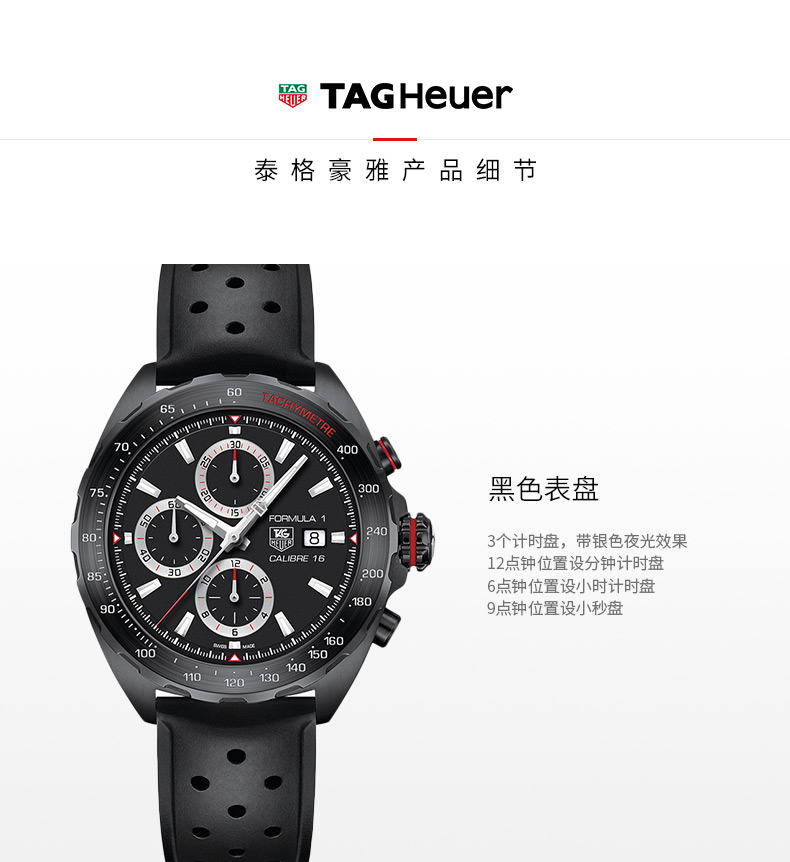 TAG
HEUER
TAGHeuer
泰格豪雅产品细节
60
TACHYMETRE
65
70
75
80
85
90
100
110
120
130
140
150
160
180
200
240
300
400
30
05
10
15
20
25
60
50
40
30
20
10
FORMULA 1
TAG
HEUER
8
CALIBRE 16
12
2
4
6
8
10
SWISS MADE
黑色表盘
3个计时盘，带银色夜光效果
12点钟位置设分钟计时盘
6点钟位置设小时计时盘
9点钟位置设小秒盘